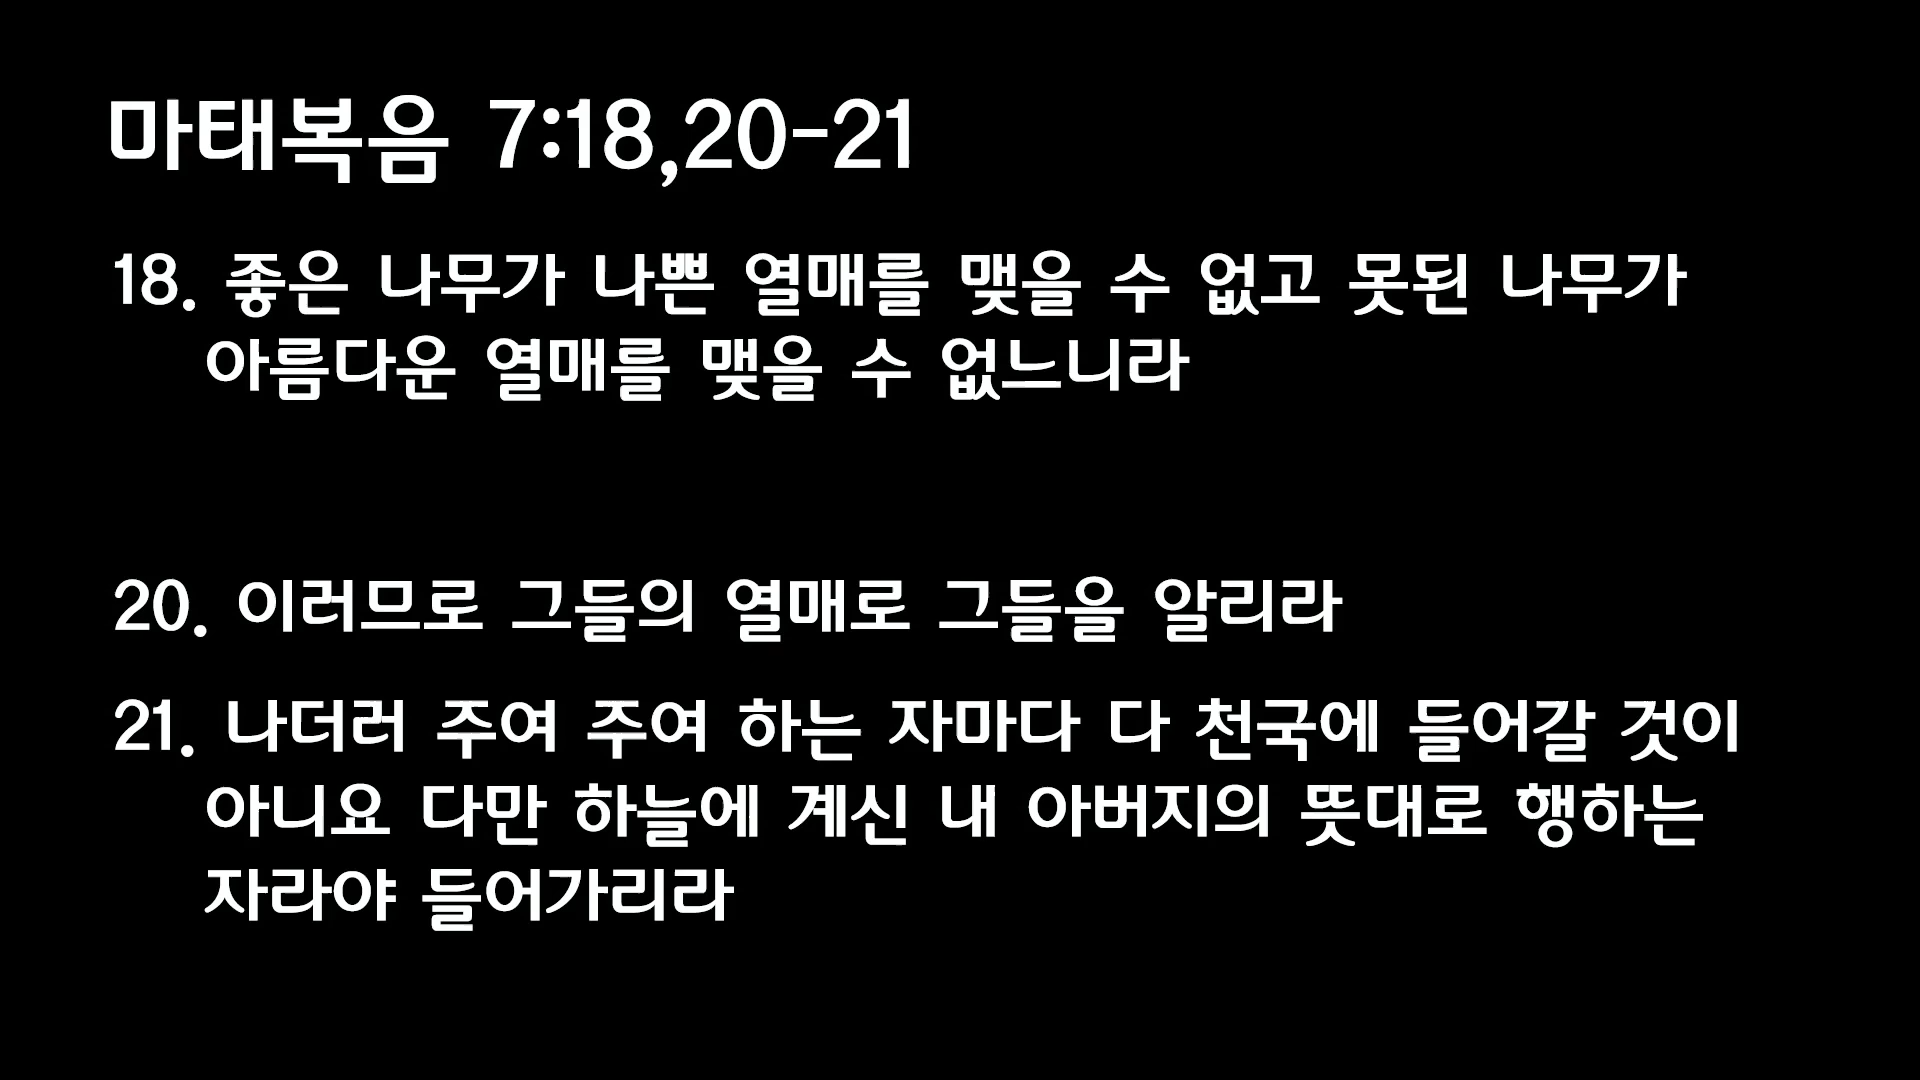 마태복음 7:18,20-21
18. 좋은 나무가 나쁜 열매를 맺을 수 없고 못된 나무가
아름다운 열매를 맺을 수 없느니라
20. 이러므로 그들의 열매로 그들을 알리라
21. 나더러 주여 주여 하는 자마다 다 천국에 들어갈 것이
아니요 다만 하늘에 계신 내 아버지의 뜻대로 행하는
자라야 들어가리라